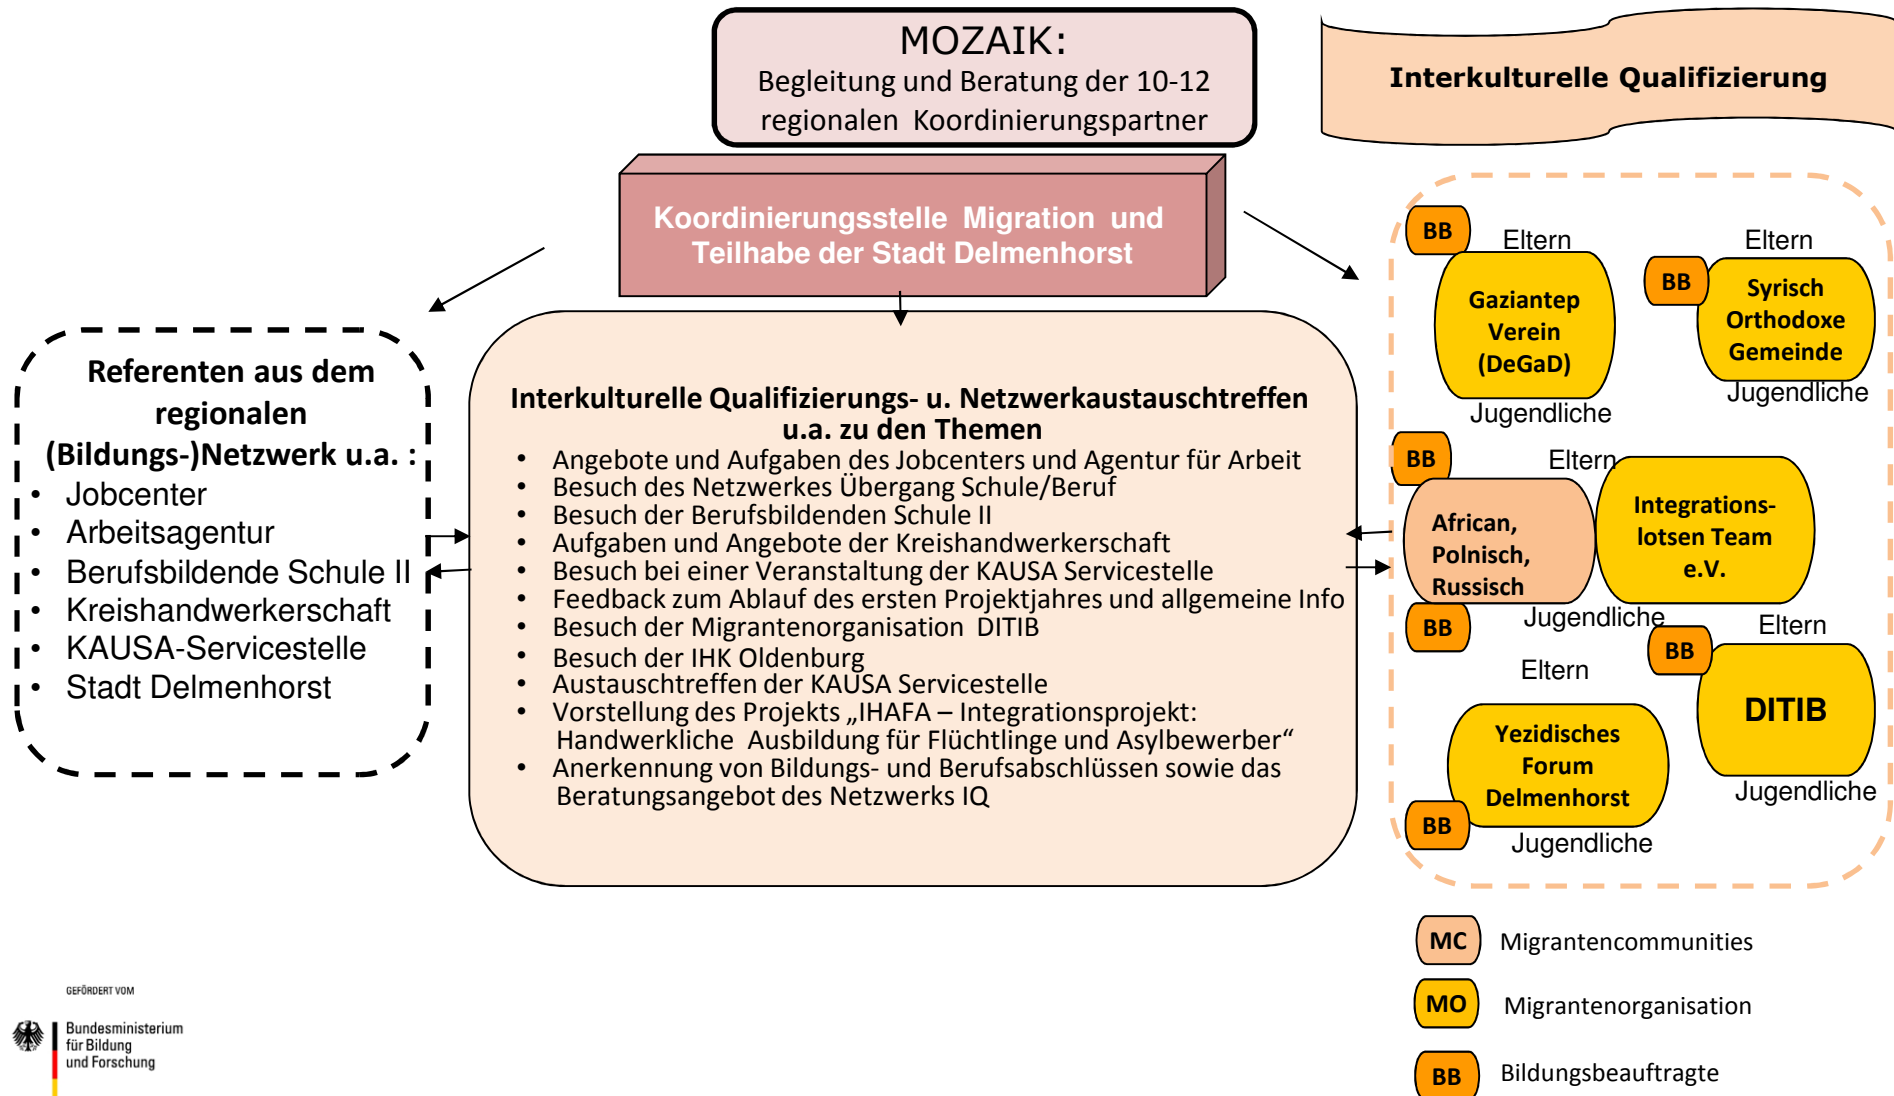 MOZAIK:
Begleitung und Beratung der 10-12
regionalen Koordinierungspartner
Interkulturelle Qualifizierung
Koordinierungsstelle Migration und
Teilhabe der Stadt Delmenhorst
Referenten aus dem
regionalen
(Bildungs-)Netzwerk u.a. :
• Jobcenter
• Arbeitsagentur
• Berufsbildende Schule II
• Kreishandwerkerschaft
• KAUSA-Servicestelle
• Stadt Delmenhorst
Interkulturelle Qualifizierungs- u. Netzwerkaustauschtreffen
u.a. zu den Themen
• Angebote und Aufgaben des Jobcenters und Agentur für Arbeit
• Besuch des Netzwerkes Übergang Schule/Beruf
• Besuch der Berufsbildenden Schule II
• Aufgaben und Angebote der Kreishandwerkerschaft
• Besuch bei einer Veranstaltung der KAUSA Servicestelle
• Feedback zum Ablauf des ersten Projektjahres und allgemeine Info
• Besuch der Migrantenorganisation DITIB
• Besuch der IHK Oldenburg
• Austauschtreffen der KAUSA Servicestelle
• Vorstellung des Projekts „IHAFA – Integrationsprojekt:
Handwerkliche Ausbildung für Flüchtlinge und Asylbewerber“
• Anerkennung von Bildungs- und Berufsabschlüssen sowie das
Beratungsangebot des Netzwerks IQ
BB
Eltern
Gaziantep
Verein
(DeGaD)
Jugendliche
Eltern
BB
Syrisch
Orthodoxe
Gemeinde
Jugendliche
BB
Eltern
African,
Polnisch,
Russisch
Integrations-
lotsen Team
e.V.
BB
Jugendliche
Eltern
BB
DITIB
Jugendliche
Eltern
Yezidisches
Forum
Delmenhorst
BB
Jugendliche
MC Migrantencommunities
MO Migrantenorganisation
BB Bildungsbeauftragte
GEFÖRDERT VOM
Bundesministerium
für Bildung
und Forschung